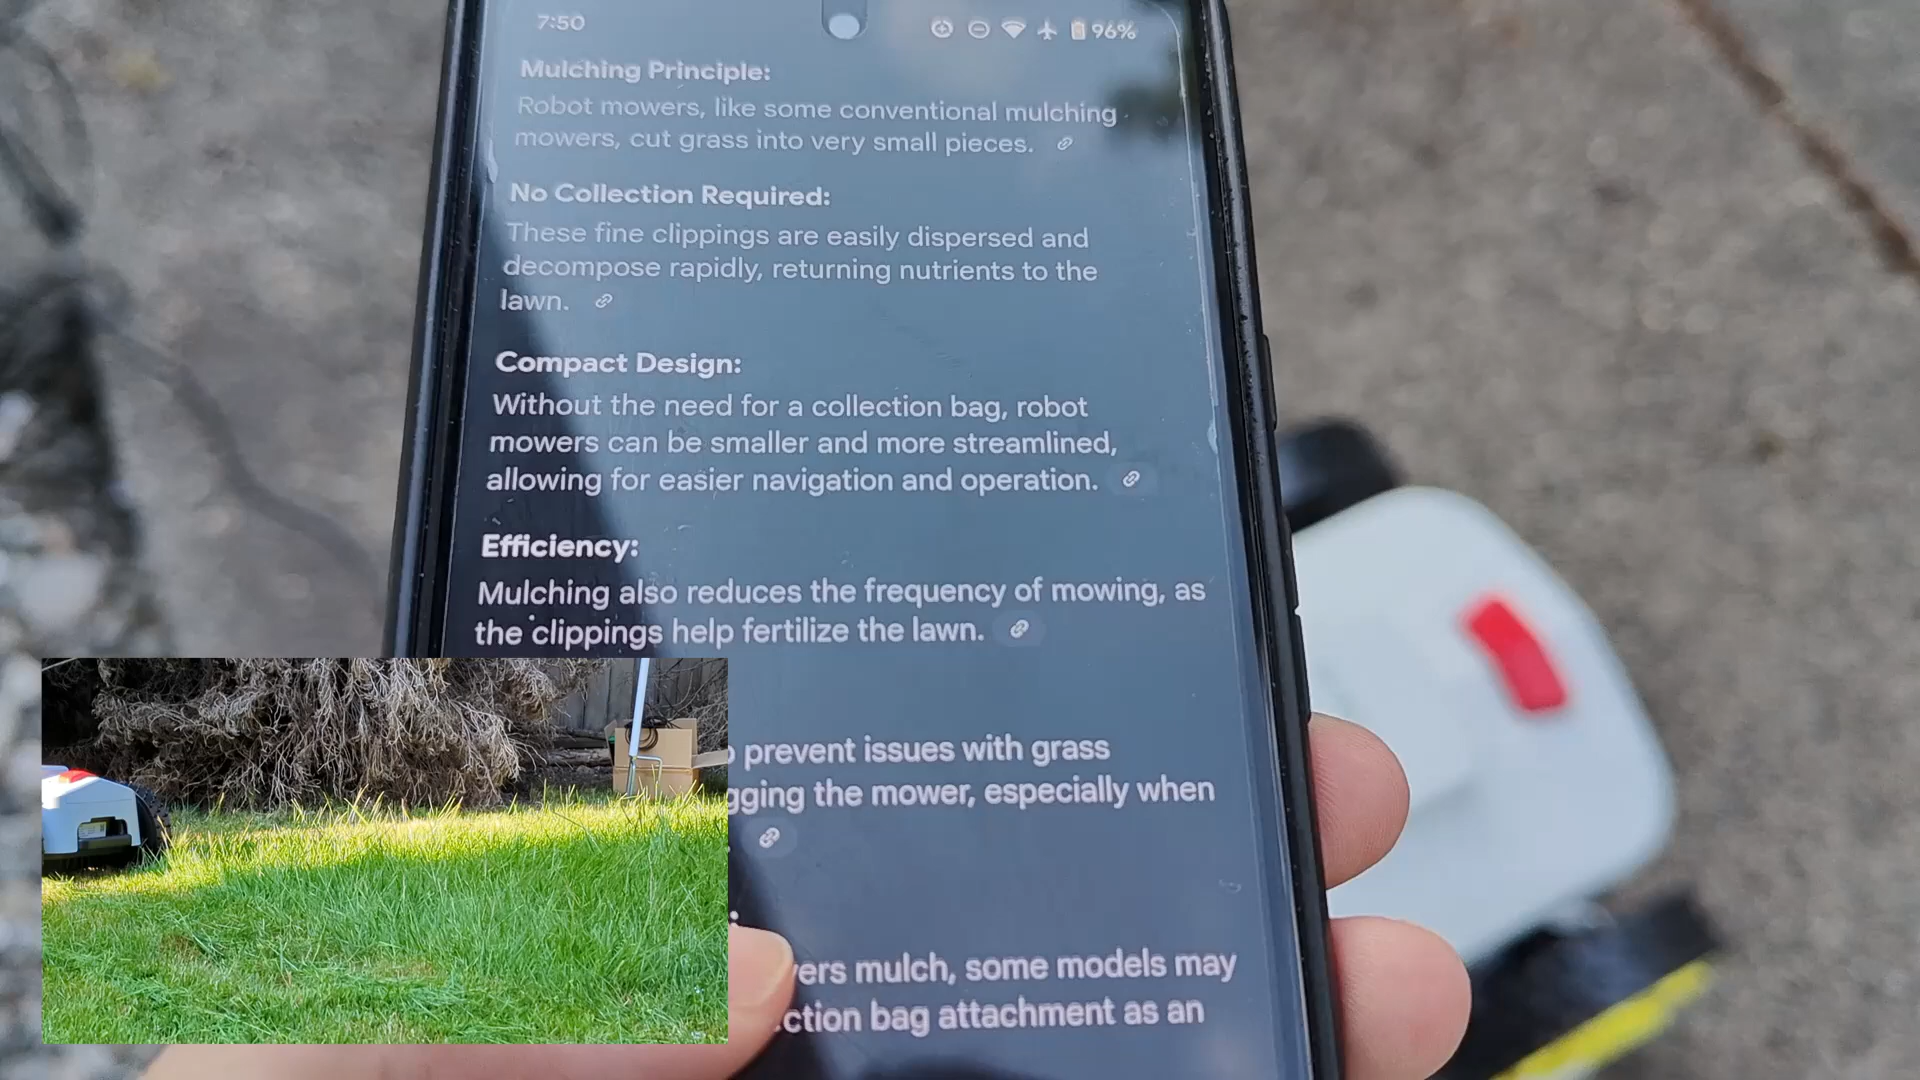 7:50
96%
Mulching Principle:
Robot mowers, like some conventional mulching
mowers, cut grass into very small pieces.
No Collection Required:
These fine clippings are easily dispersed and
decompose rapidly, returning nutrients to the
lawn.
Compact Design:
Without the need for a collection bag, robot
mowers can be smaller and more streamlined,
allowing for easier navigation and operation.
Efficiency:
Mulching also reduces the frequency of mowing, as
the clippings help fertilize the lawn.
prevent issues with grass
the mower, especially when
mulch, some models may
bag attachment as an